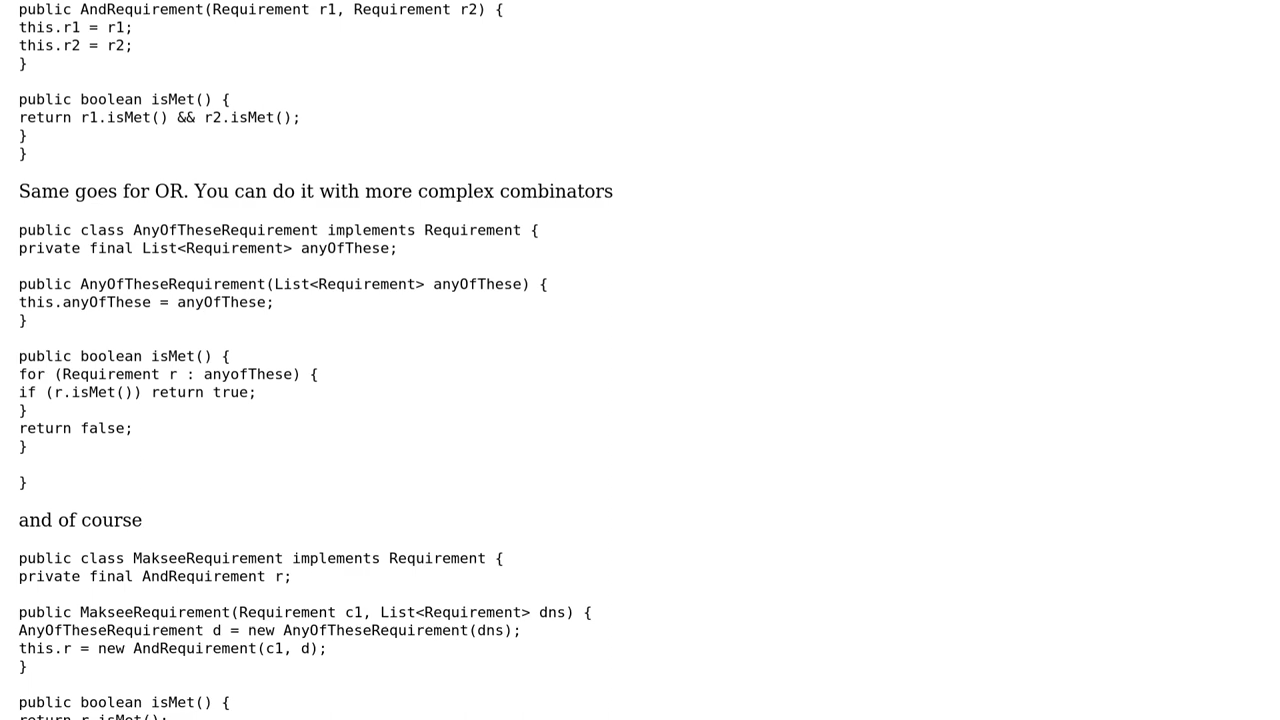 public AndRequirement(Requirement r1, Requirement r2) {
this.r1 = r1;
this.r2 = r2;
}
public boolean isMet() {
return r1.isMet() && r2.isMet();
}
}
Same goes for OR. You can do it with more complex combinators
public class AnyOfTheseRequirement implements Requirement {
private final List<Requirement> anyOfThese;
public AnyOfTheseRequirement(List<Requirement> anyOfThese) {
this.anyOfThese = anyOfThese;
}
public boolean isMet() {
for (Requirement r : anyofThese) {
if (r.isMet()) return true;
}
return false;
}
}
and of course
public class MakseeRequirement implements Requirement {
private final AndRequirement r;
public MakseeRequirement(Requirement c1, List<Requirement> dns) {
AnyOfTheseRequirement d = new AnyOfTheseRequirement(dns);
this.r = new AndRequirement(c1, d);
}
public boolean isMet() {
return r.isMet();